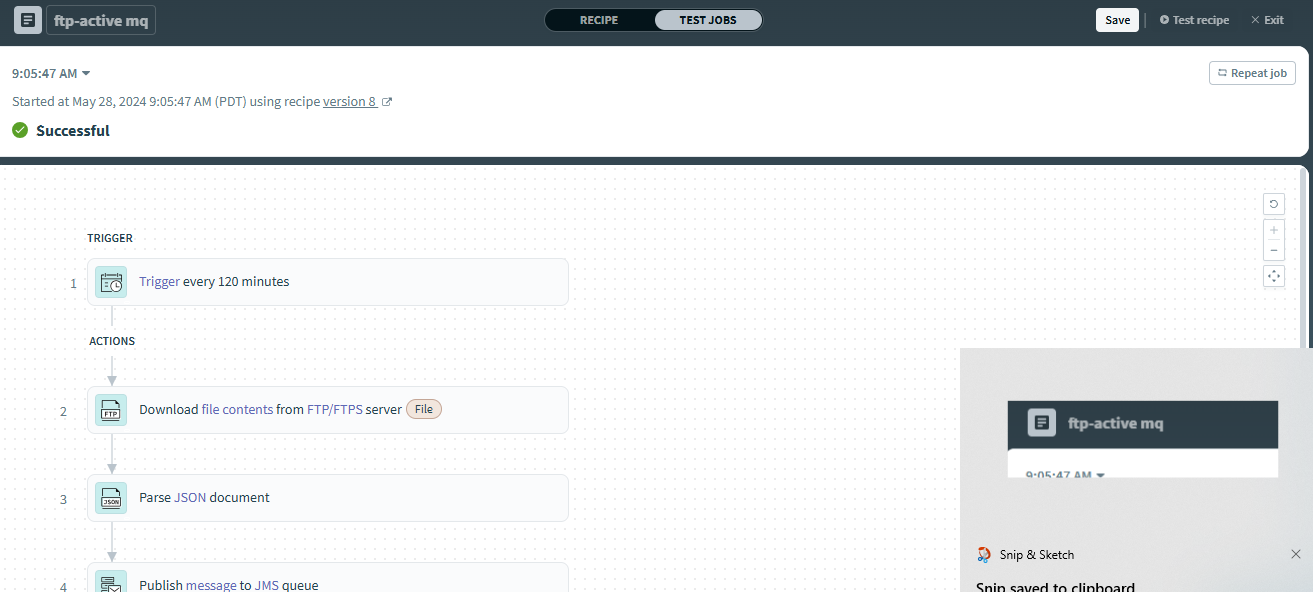 ftp-active mq
RECIPE
TEST JOBS
Save
Test recipe
Exit
9:05:47 AM
Repeat job
Started at May 28, 2024 9:05:47 AM (PDT) using recipe version 8
Successful
TRIGGER
1
Trigger every 120 minutes
ACTIONS
2
FTP
Download file contents from FTP/FTPS server File
3
JSON
Parse JSON document
4
Publish message to JMS queue
ftp-active mq
9:05:47 AM
Snip & Sketch
Snip saved to clipboard